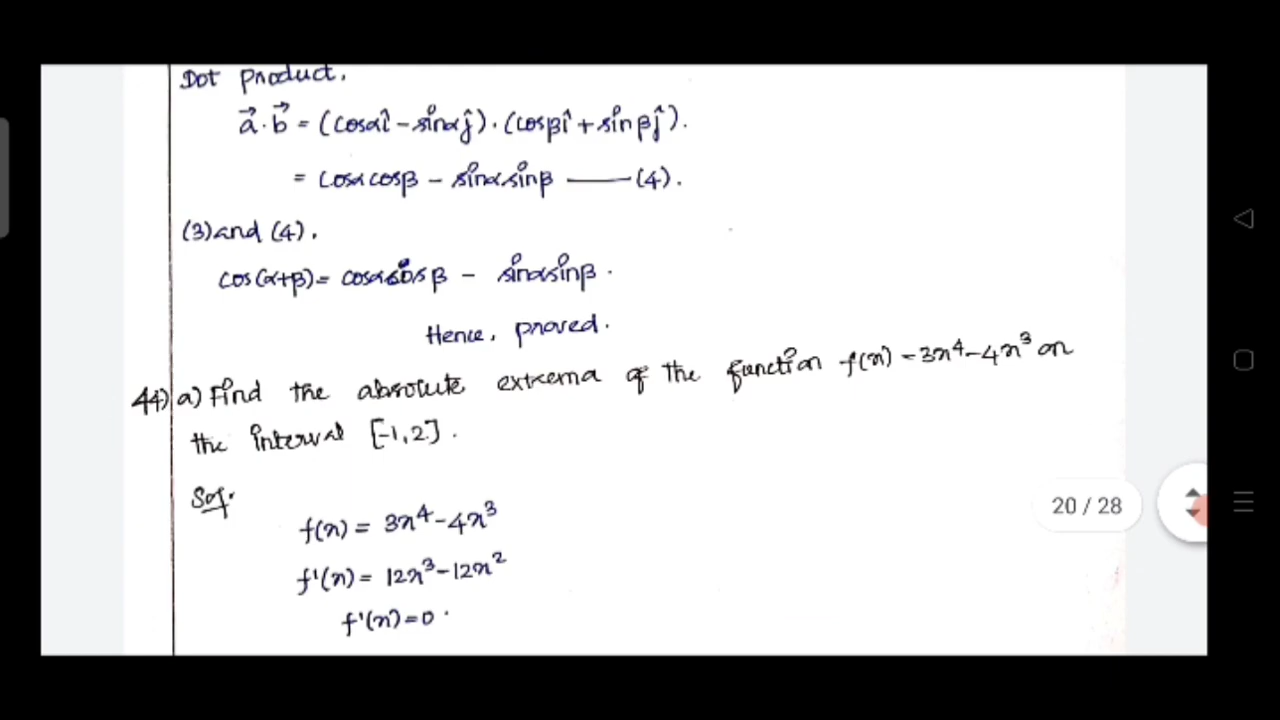 Dot product,
a⃗·b⃗ = (cosαî - sinαĵ)·(cosβî + sinβĵ).
= cosαcosβ - sinαsinβ —— (4).
(3) and (4),
cos(α+β) = cosαcosβ - sinαsinβ.
Hence, proved.
44) a) Find the absolute extrema of the function f(x) = 3x⁴-4x³ on
the interval [-1,2].
Sol.
f(x) = 3x⁴-4x³
20 / 28
f'(x) = 12x³-12x²
f'(x)=0.